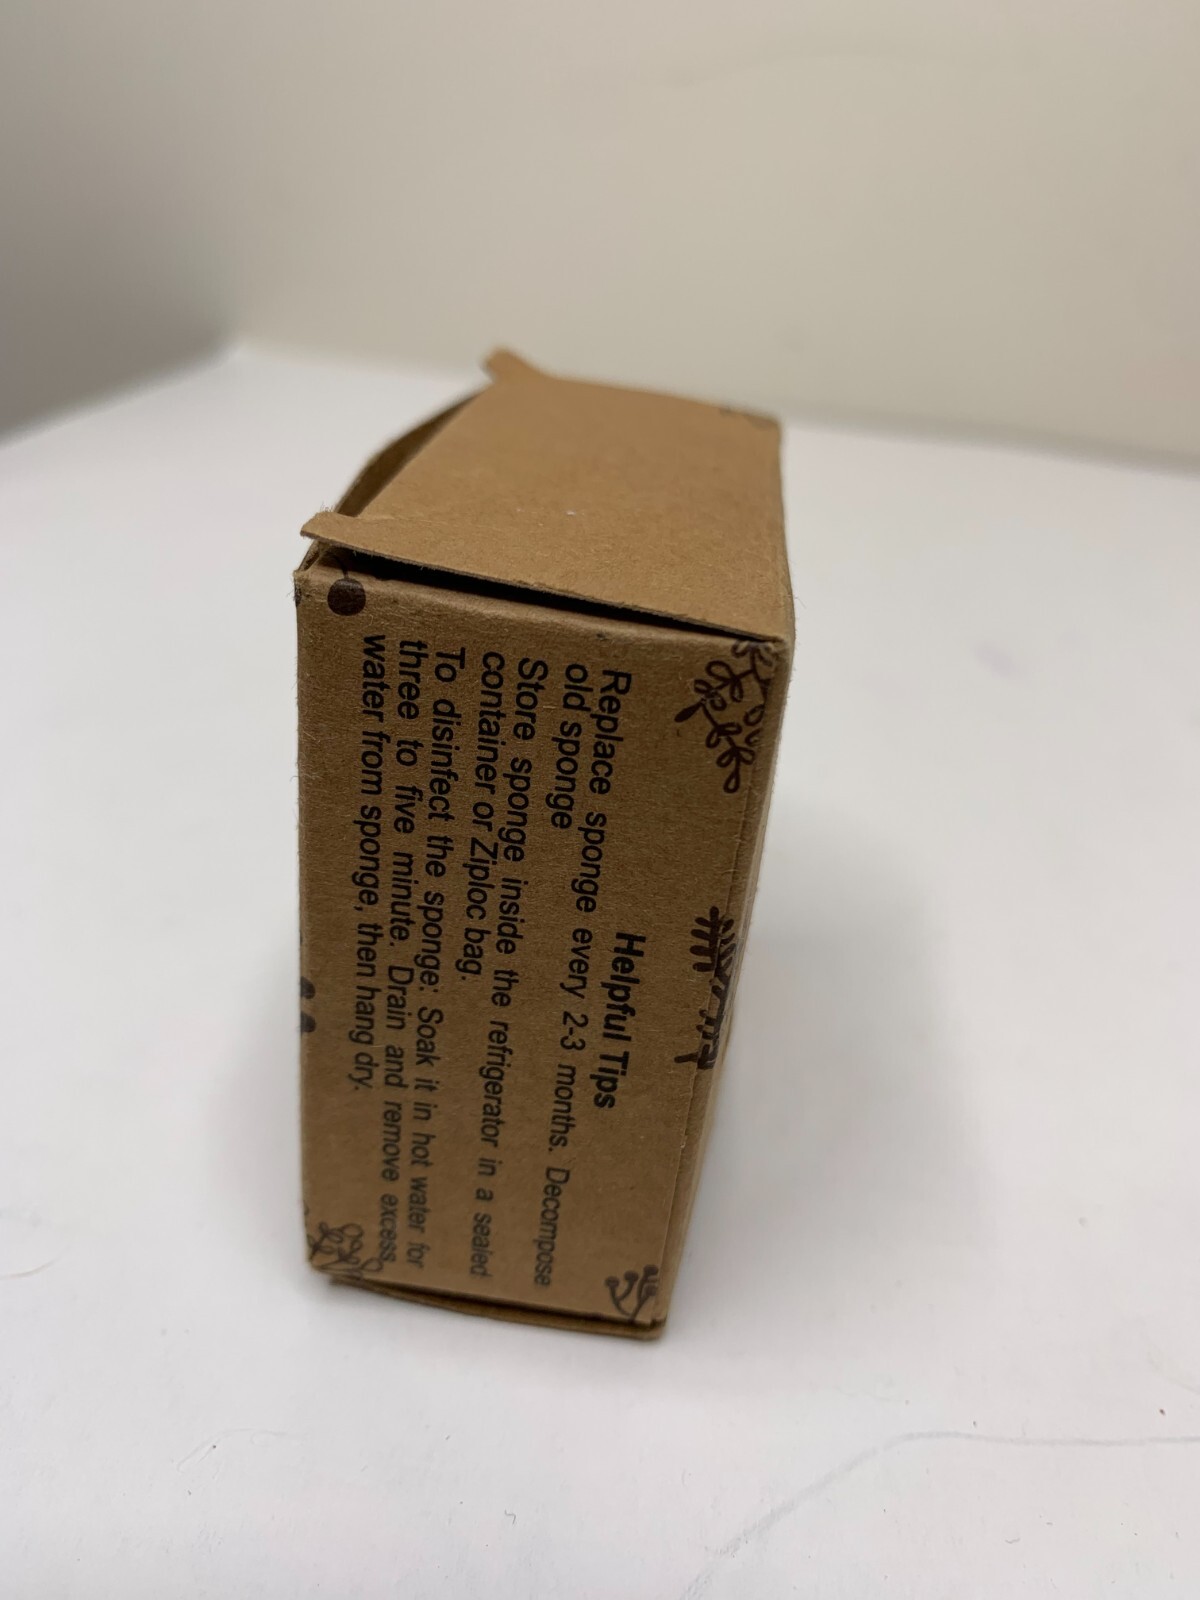 Helpful Tips
Replace sponge every 2-3 months. Decompose
old sponge
Store sponge inside the refrigerator in a sealed
container or Ziploc bag.
To disinfect the sponge: Soak it in hot water for
three to five minute. Drain and remove excess
water from sponge, then hang dry.